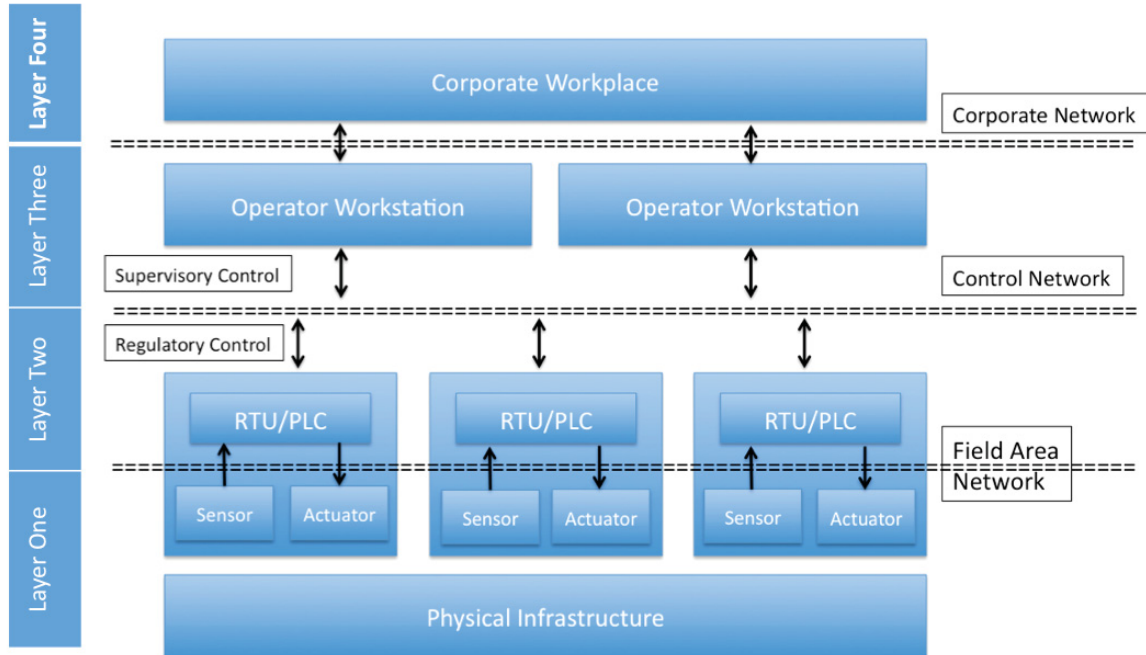 Layer Four
Corporate Workplace
Corporate Network
Layer Three
Operator Workstation
Operator Workstation
Supervisory Control
Control Network
Regulatory Control
Layer Two
RTU/PLC
RTU/PLC
RTU/PLC
Field Area
Network
Layer One
Sensor
Actuator
Sensor
Actuator
Sensor
Actuator
Physical Infrastructure